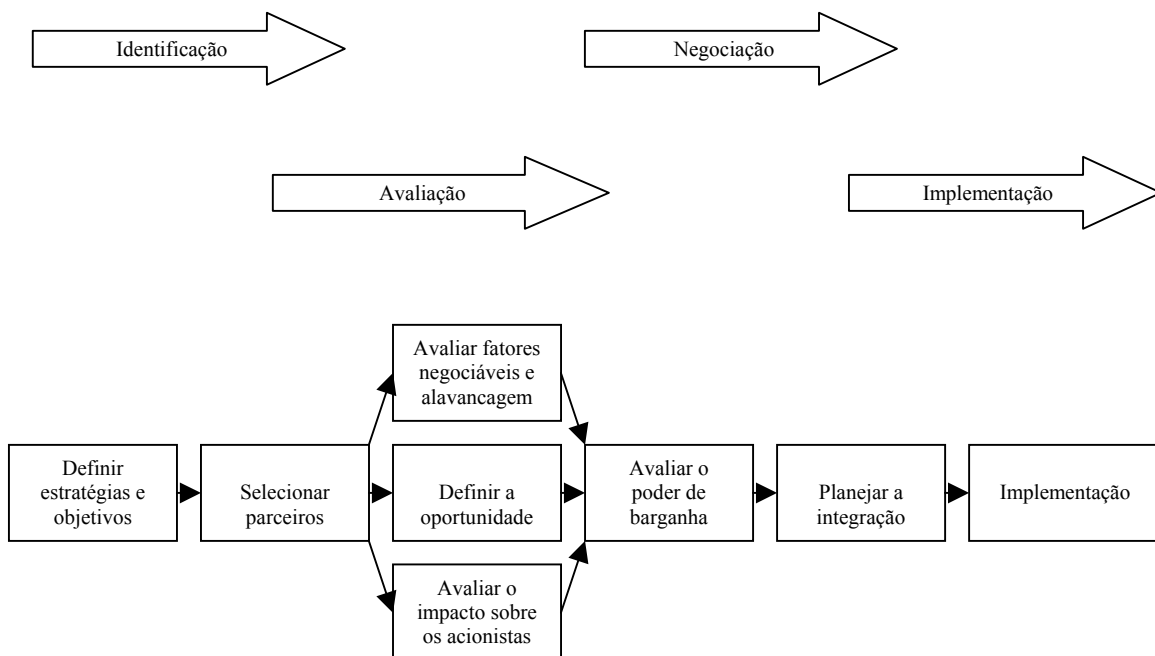 Identificação
Negociação
Avaliação
Implementação
Avaliar fatores
negociáveis e
alavancagem
Definir
estratégias e
objetivos
Selecionar
parceiros
Definir a
oportunidade
Avaliar o
poder de
barganha
Planejar a
integração
Implementação
Avaliar o
impacto sobre
os acionistas